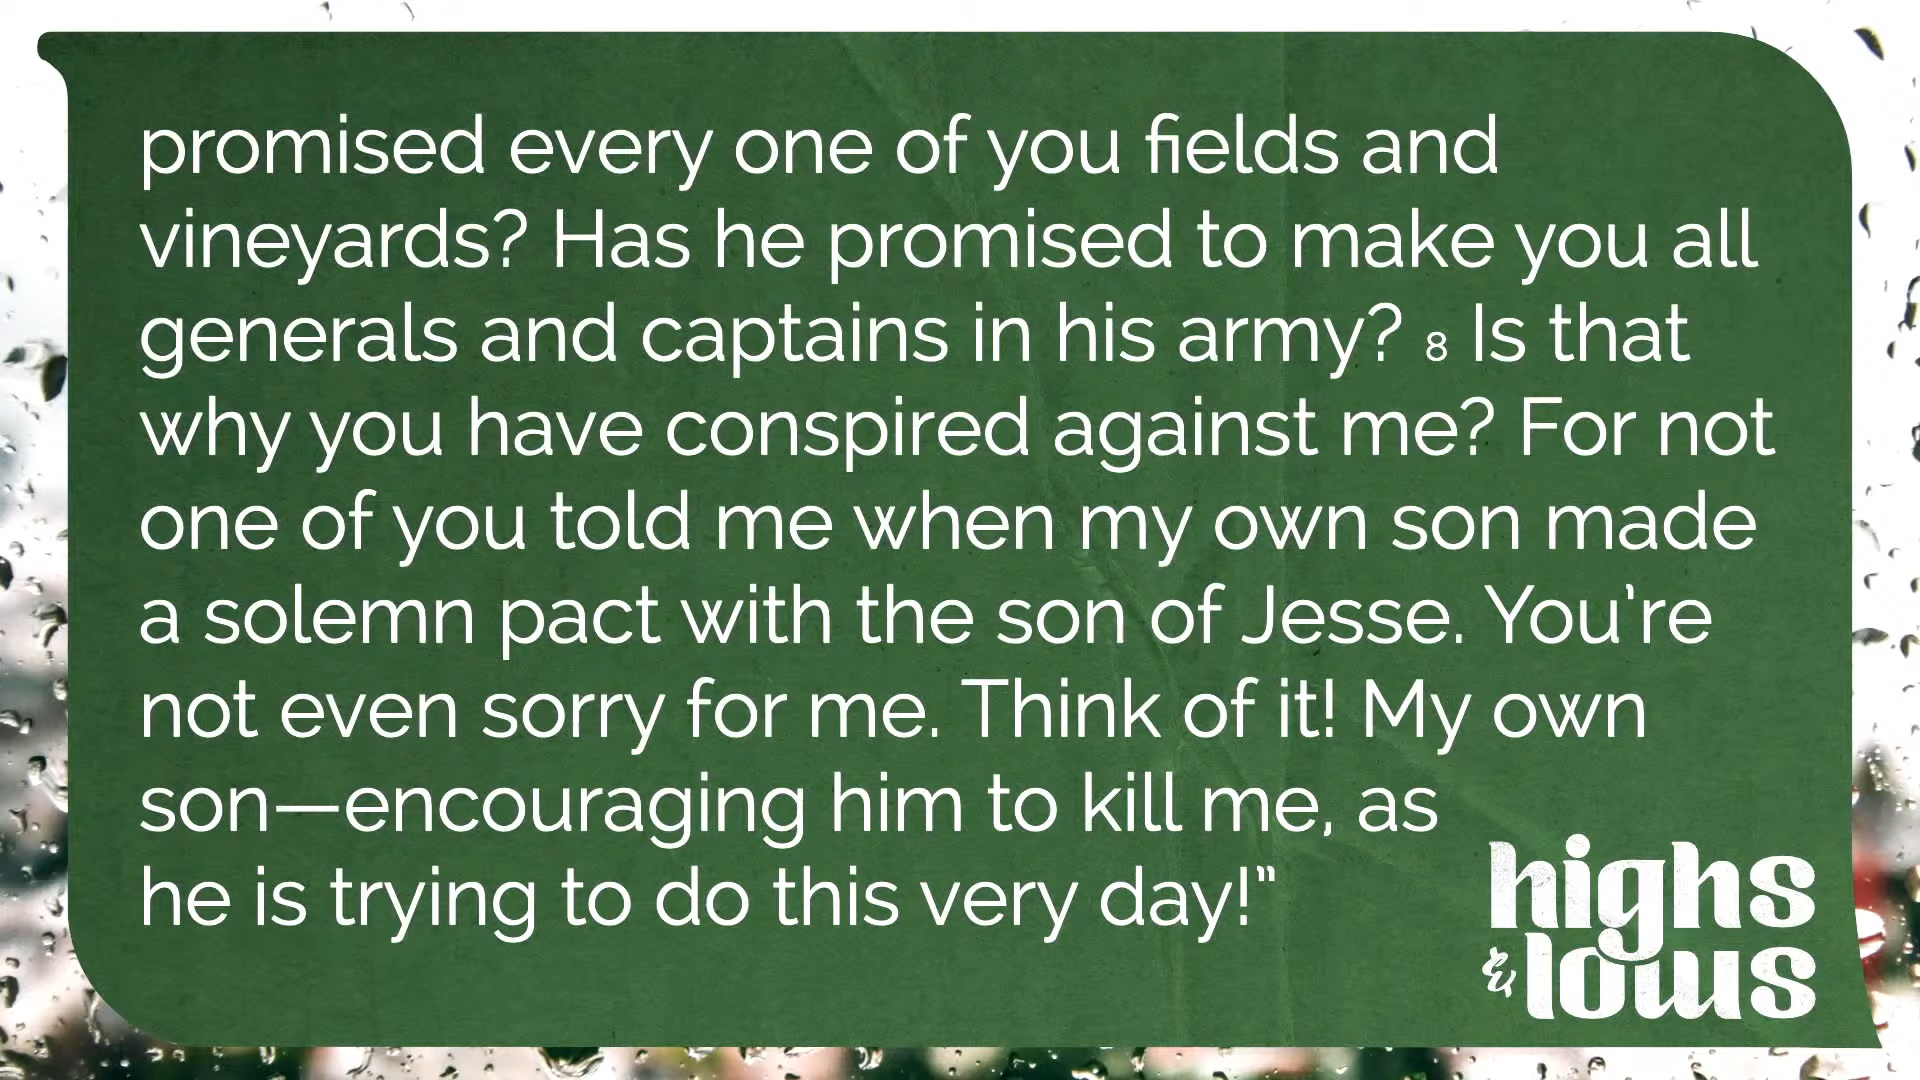 promised every one of you fields and
vineyards? Has he promised to make you all
generals and captains in his army? 8 Is that
why you have conspired against me? For not
one of you told me when my own son made
a solemn pact with the son of Jesse. You’re
not even sorry for me. Think of it! My own
son—encouraging him to kill me, as
he is trying to do this very day!”
highs
& lows